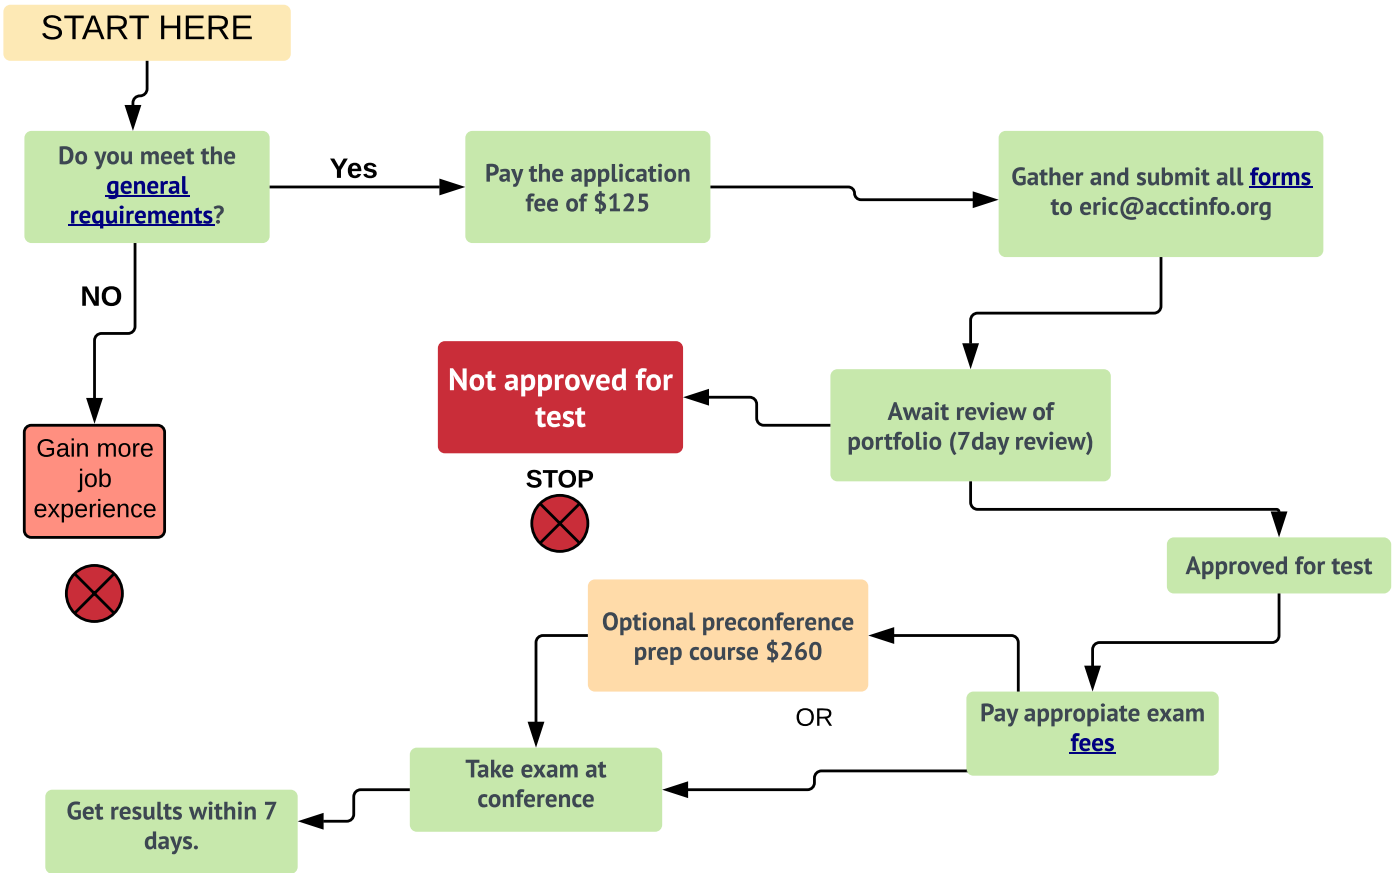 START HERE
Do you meet the
general
requirements?
Yes
Pay the application
fee of $125
Gather and submit all forms
to eric@acctinfo.org
NO
Gain more
job
experience
Not approved for
test
STOP
Await review of
portfolio (7day review)
Approved for test
Optional preconference
prep course $260
OR
Pay appropiate exam
fees
Take exam at
conference
Get results within 7
days.